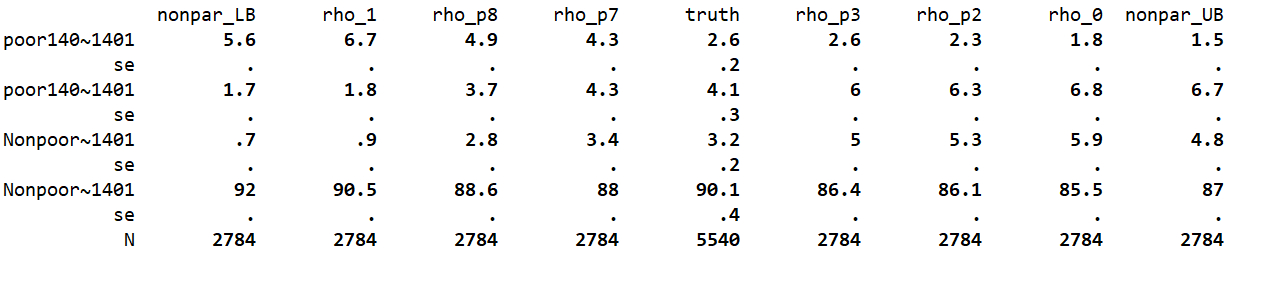 nonpar_LB rho_1 rho_p8 rho_p7 truth rho_p3 rho_p2 rho_0 nonpar_UB
poor140~1401 5.6 6.7 4.9 4.3 2.6 2.6 2.3 1.8 1.5
se . . . . .2 . . . .
poor140~1401 1.7 1.8 3.7 4.3 4.1 6 6.3 6.8 6.7
se . . . . .3 . . . .
Nonpoor~1401 .7 .9 2.8 3.4 3.2 5 5.3 5.9 4.8
se . . . . .2 . . . .
Nonpoor~1401 92 90.5 88.6 88 90.1 86.4 86.1 85.5 87
se . . . . .4 . . . .
N 2784 2784 2784 2784 5540 2784 2784 2784 2784